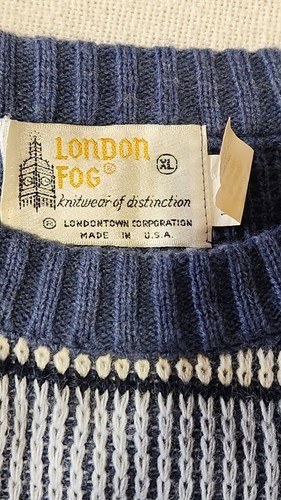 LONDON
FOG®
XL
knitwear of distinction
LONDONTOWN CORPORATION
MADE IN U.S.A.